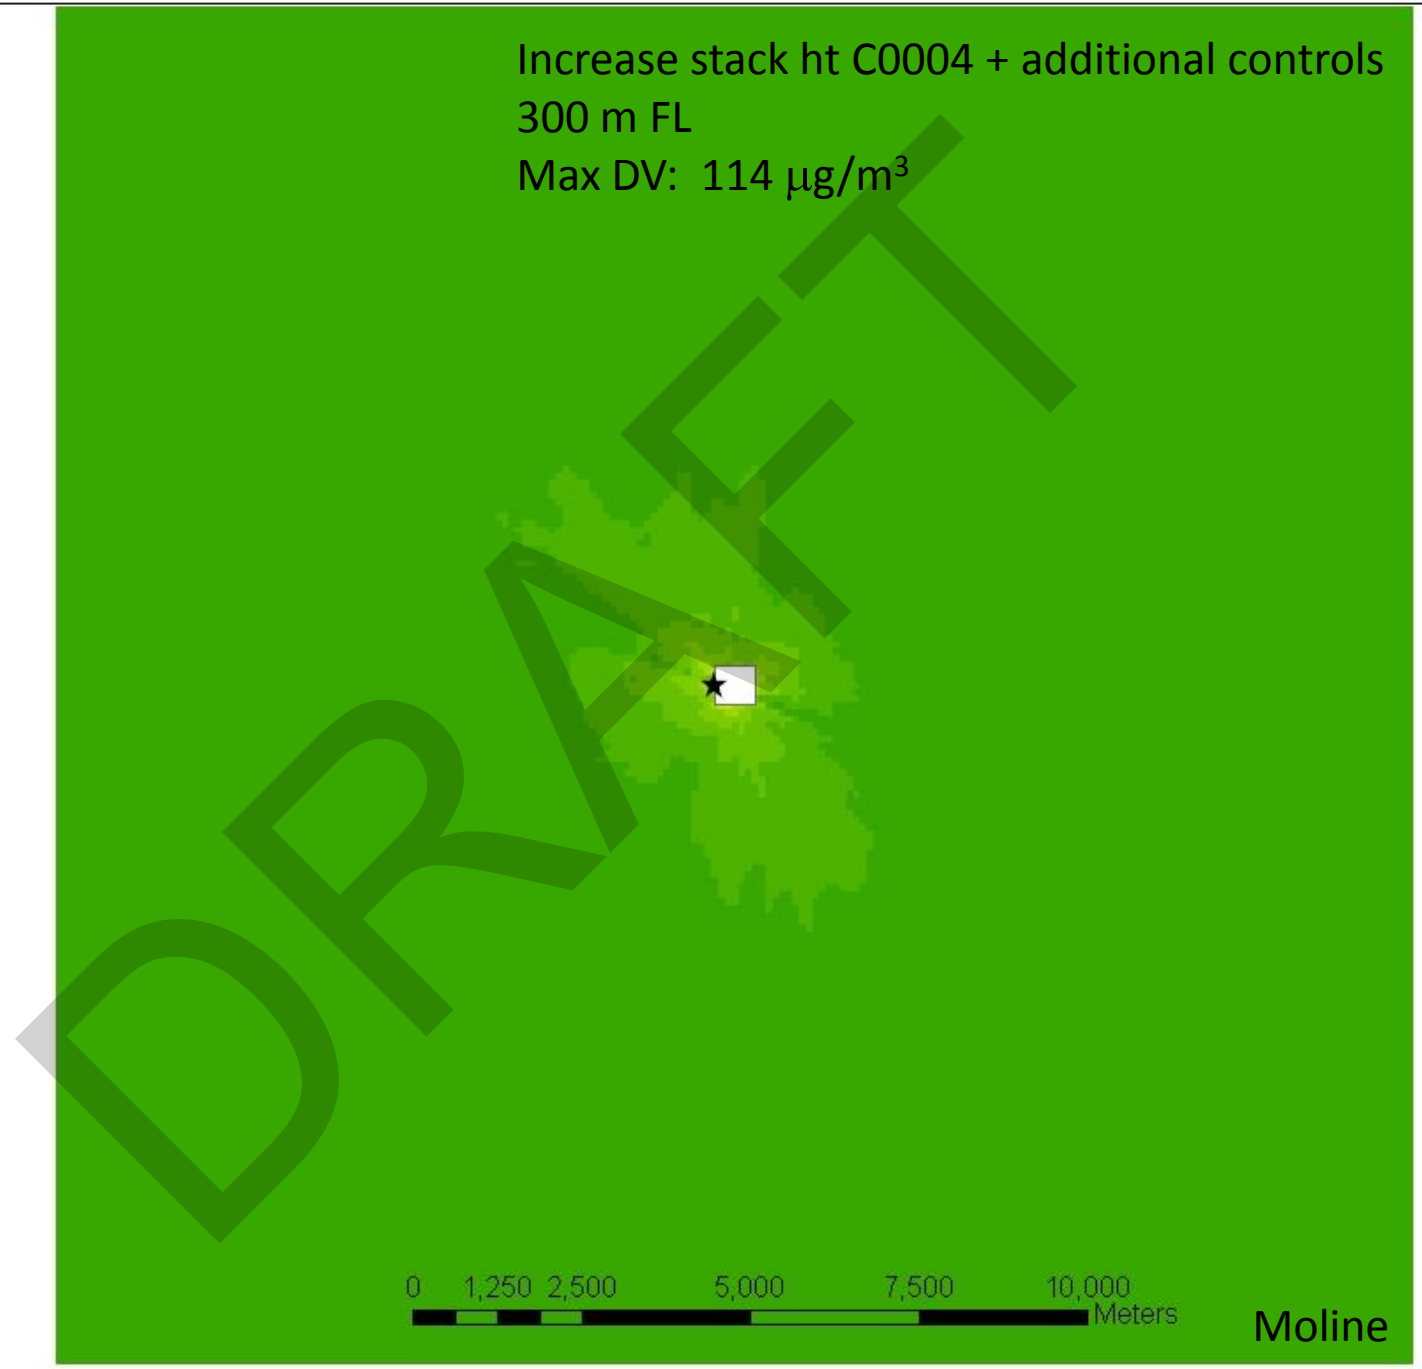 Increase stack ht C0004 + additional controls
300 m FL
Max DV: 114 μg/m³
DRAFT
0 1,250 2,500 5,000 7,500 10,000
Meters
Moline